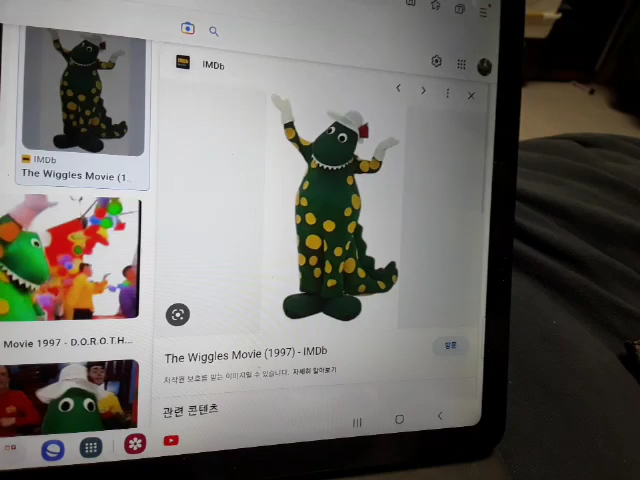 IMDb
IMDb
The Wiggles Movie (1..
Movie 1997 - D.O.R.O.T.H...
The Wiggles Movie (1997) - IMDb
방문
저작권 보호를 받는 이미지일 수 있습니다. 자세히 알아보기
관련 콘텐츠